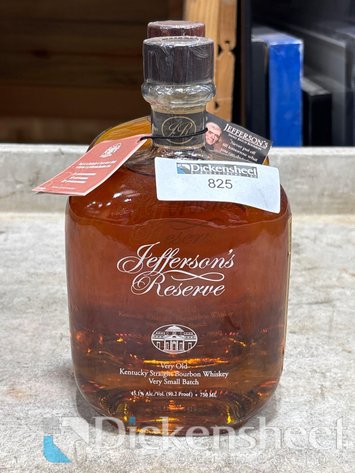 JR
JEFFERSON'S
Dickensheet
825
Jefferson's
Reserve
-Very Old-
Kentucky Straight Bourbon Whiskey
Very Small Batch
45.1% Alc./Vol. (90.2 Proof) • 750 ML
Dickensheet